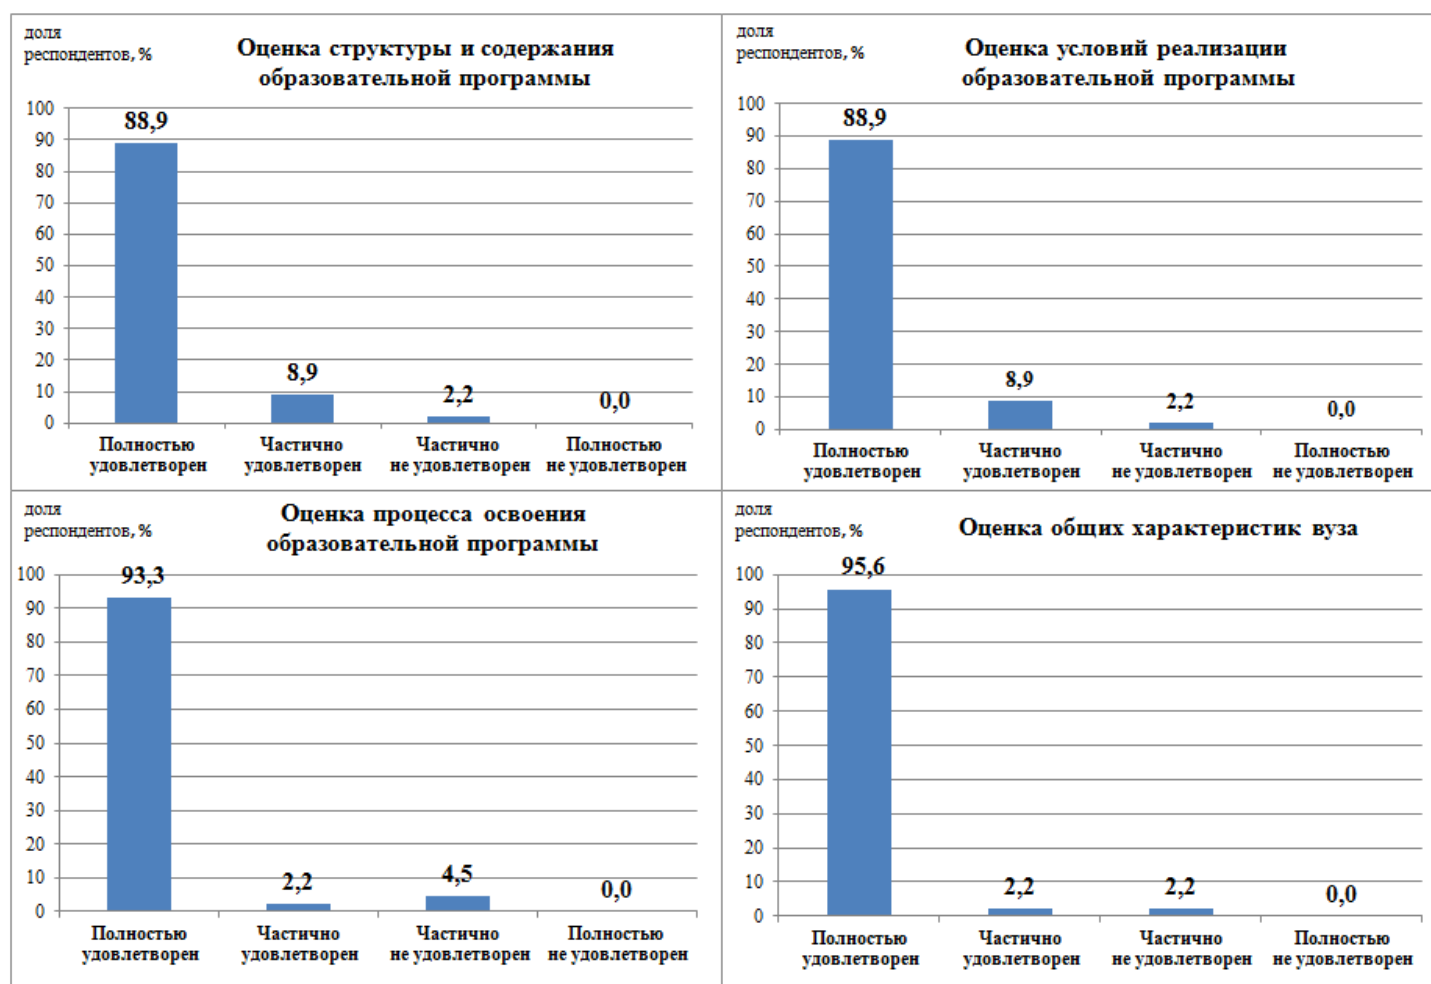 доля
респондентов, %
Оценка структуры и содержания
образовательной программы
100
90
80
70
60
50
40
30
20
10
0
88,9
8,9
2,2
0,0
Полностью
удовлетворен
Частично
удовлетворен
Частично
не удовлетворен
Полностью
не удовлетворен
доля
респондентов, %
Оценка условий реализации
образовательной программы
100
90
80
70
60
50
40
30
20
10
0
88,9
8,9
2,2
0,0
Полностью
удовлетворен
Частично
удовлетворен
Частично
не удовлетворен
Полностью
не удовлетворен
доля
респондентов, %
Оценка процесса освоения
образовательной программы
100
90
80
70
60
50
40
30
20
10
0
93,3
2,2
4,5
0,0
Полностью
удовлетворен
Частично
удовлетворен
Частично
не удовлетворен
Полностью
не удовлетворен
доля
респондентов, %
Оценка общих характеристик вуза
100
90
80
70
60
50
40
30
20
10
0
95,6
2,2
2,2
0,0
Полностью
удовлетворен
Частично
удовлетворен
Частично
не удовлетворен
Полностью
не удовлетворен